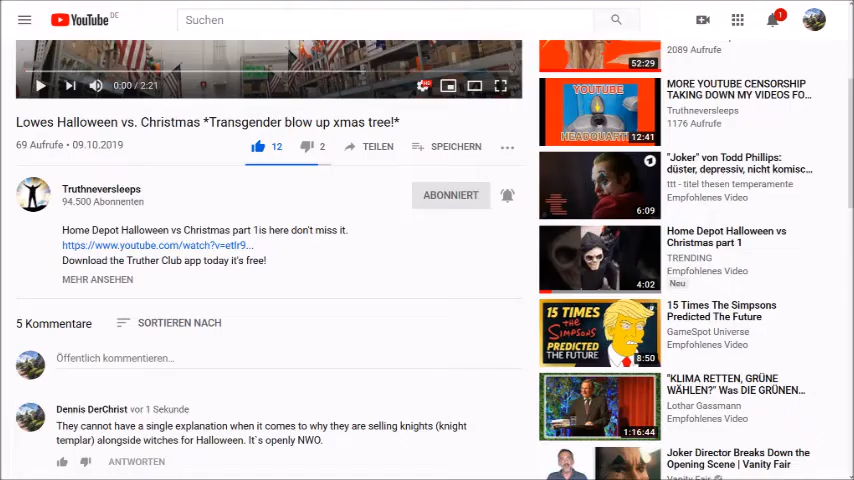 YouTube DE
Suchen
1
0:00 / 2:21
HD
Lowes Halloween vs. Christmas *Transgender blow up xmas tree!*
69 Aufrufe • 09.10.2019
12
2
TEILEN
SPEICHERN
Truthneversleeps
94.500 Abonnenten
ABONNIERT
Home Depot Halloween vs Christmas part 1is here don't miss it.
https://www.youtube.com/watch?v=etIr9...
Download the Truther Club app today it's free!
MEHR ANSEHEN
5 Kommentare
SORTIEREN NACH
Öffentlich kommentieren...
Dennis DerChrist vor 1 Sekunde
They cannot have a single explanation when it comes to why they are selling knights (knight
templar) alongside witches for Halloween. It`s openly NWO.
ANTWORTEN
2089 Aufrufe
52:29
YOUTUBE
HEADQUART
12:41
MORE YOUTUBE CENSORSHIP
TAKING DOWN MY VIDEOS FO...
Truthneversleeps
1176 Aufrufe
6:09
"Joker" von Todd Phillips:
düster, depressiv, nicht komisc...
ttt - titel thesen temperamente
Empfohlenes Video
4:02
Home Depot Halloween vs
Christmas part 1
TRENDING
Empfohlenes Video
Neu
15 TIMES
THE
SIMPSONS
PREDICTED
THE FUTURE
8:50
15 Times The Simpsons
Predicted The Future
GameSpot Universe
Empfohlenes Video
1:16:44
"KLIMA RETTEN, GRÜNE
WÄHLEN?" Was DIE GRÜNEN...
Lothar Gassmann
Empfohlenes Video
Joker Director Breaks Down the
Opening Scene | Vanity Fair
Vanity Fair